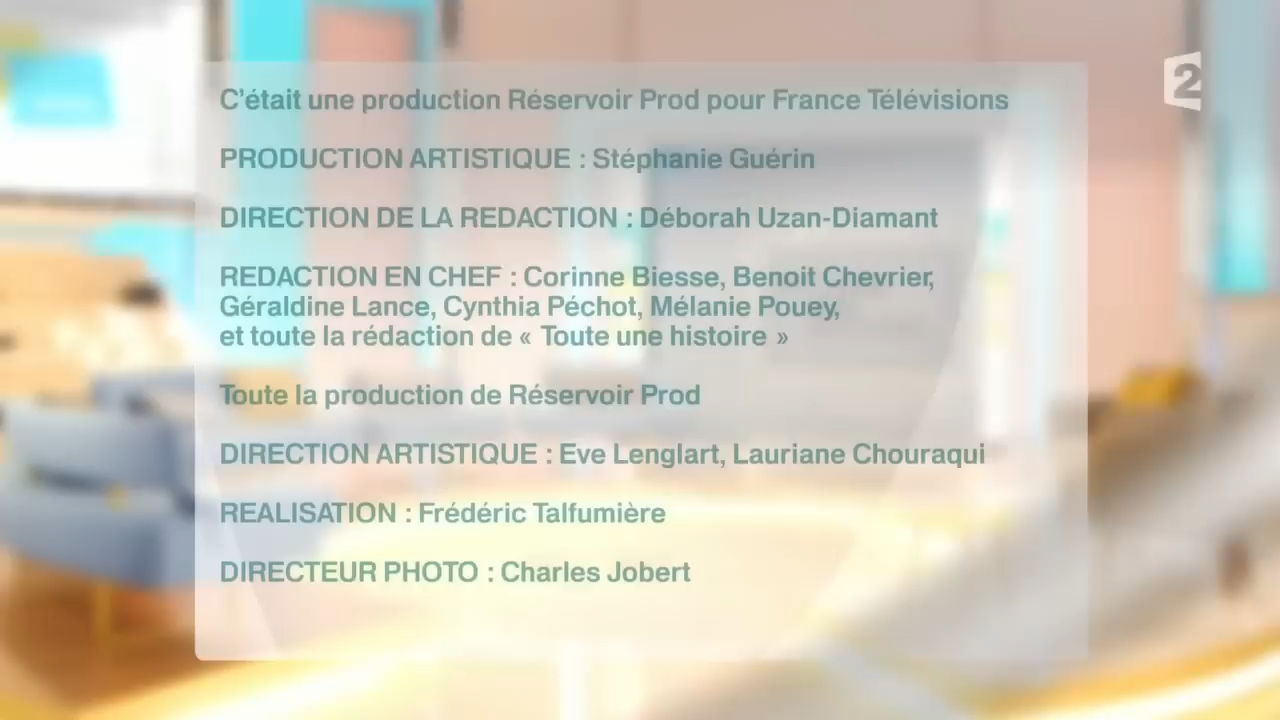 C'était une production Réservoir Prod pour France Télévisions
2
PRODUCTION ARTISTIQUE : Stéphanie Guérin
DIRECTION DE LA REDACTION : Déborah Uzan-Diamant
REDACTION EN CHEF : Corinne Biesse, Benoit Chevrier,
Géraldine Lance, Cynthia Péchot, Mélanie Pouey,
et toute la rédaction de « Toute une histoire »
Toute la production de Réservoir Prod
DIRECTION ARTISTIQUE : Eve Lenglart, Lauriane Chouraqui
REALISATION : Frédéric Talfumière
DIRECTEUR PHOTO : Charles Jobert